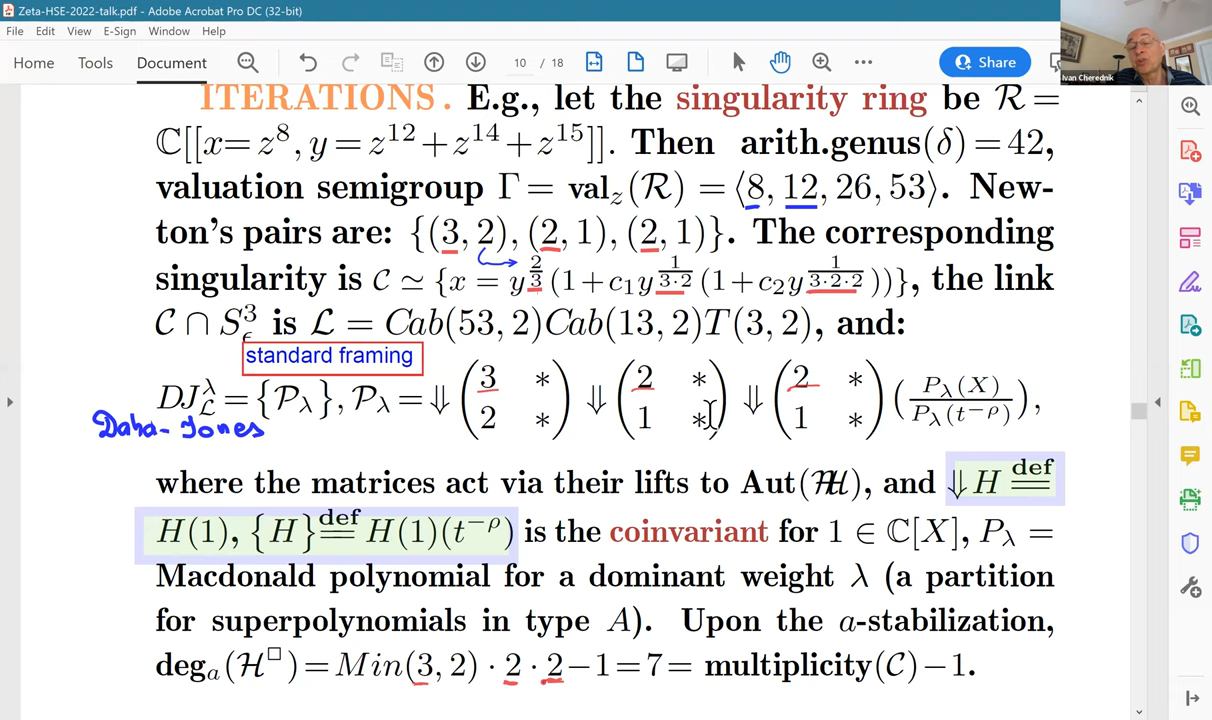 Zeta-HSE-2022-talk.pdf - Adobe Acrobat Pro DC (32-bit)
File Edit View E-Sign Window Help
Home Tools Document 10 / 18 Share
Ivan Cherednik
ITERATIONS. E.g., let the singularity ring be ℛ=
ℂ[[x=z^8, y=z^12+z^14+z^15]]. Then arith.genus(δ)=42,
valuation semigroup Γ= val_z(ℛ)=⟨8, 12, 26, 53⟩. New-
ton's pairs are: {(3, 2), (2, 1), (2, 1)}. The corresponding
singularity is 𝒞 ≃ {x = y^{2/3}(1+c_1y^{1/(3·2)}(1+c_2y^{1/(3·2·2)}))}, the link
𝒞 ∩ S_ϵ^3 is ℒ = Cab(53, 2)Cab(13, 2)T(3, 2), and:
standard framing
DJ_ℒ^λ={𝒫_λ}, 𝒫_λ=⇓(3 * 2 *)⇓(2 * 1 *)⇓(2 * 1 *)(P_λ(X)/P_λ(t^{-ρ})),
Daha-Jones
where the matrices act via their lifts to Aut(ℋℋ), and ⇓H def=
H(1), {H} def= H(1)(t^{-ρ}) is the coinvariant for 1 ∈ ℂ[X], P_λ =
Macdonald polynomial for a dominant weight λ (a partition
for superpolynomials in type A). Upon the a-stabilization,
deg_a(ℋ^□)=Min(3, 2)·2·2−1=7= multiplicity(𝒞)−1.